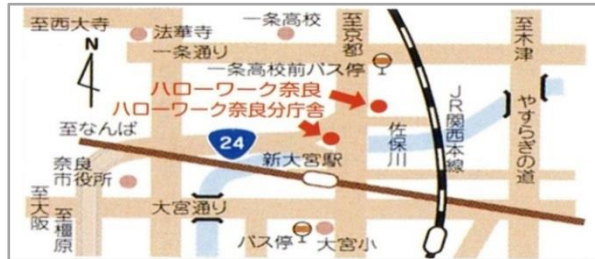 至西大寺
法華寺
一条高校
至京都
至木津
N
一条通り
一条高校前バス停
ハローワーク奈良
ハローワーク奈良分庁舎
至なんば
24
新大宮駅
佐保川
JR関西本線
やすらぎの道
奈良
市役所
至大阪
至橿原
大宮通り
バス停
大宮小